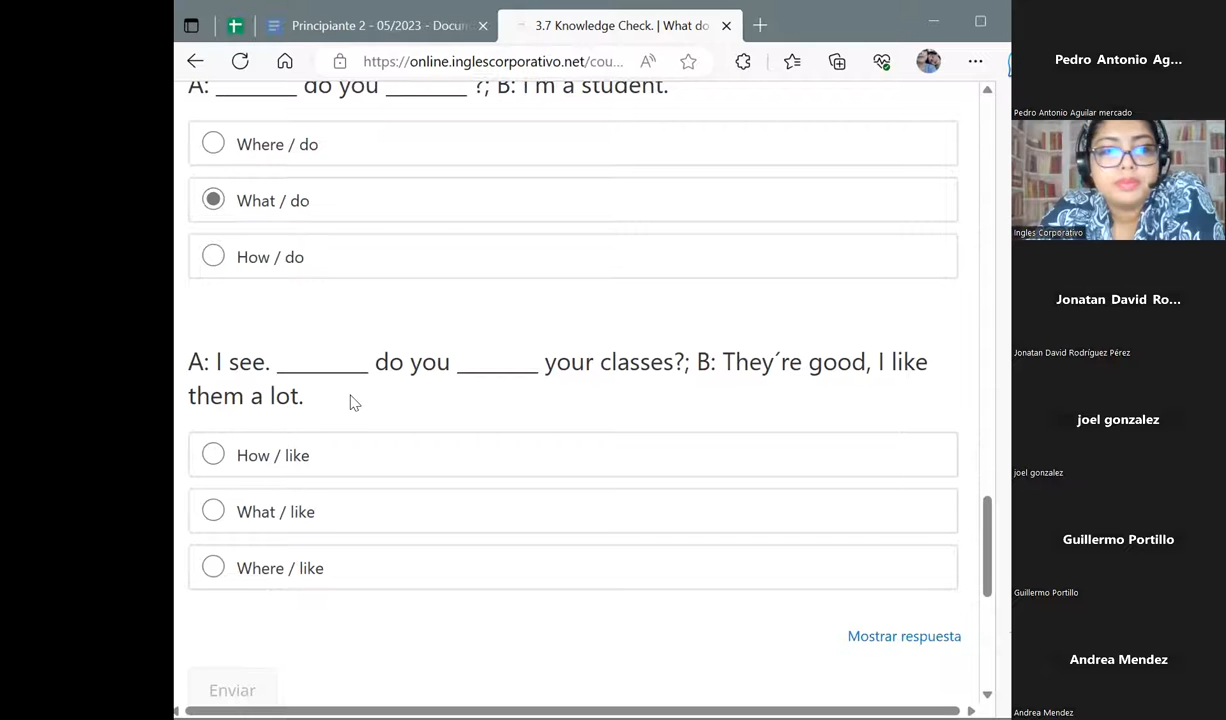 Principiante 2 - 05/2023 - Docun
3.7 Knowledge Check. | What do
https://online.inglescorporativo.net/cou...
A: ________ do you ________ ?; B: I'm a student.
Where / do
What / do
How / do
A: I see. _________ do you ________ your classes?; B: They´re good, I like
them a lot.
How / like
What / like
Where / like
Mostrar respuesta
Enviar
Pedro Antonio Ag...
Pedro Antonio Aguilar mercado
Ingles Corporativo
Jonatan David Ro...
Jonatan David Rodríguez Pérez
joel gonzalez
joel gonzalez
Guillermo Portillo
Guillermo Portillo
Andrea Mendez
Andrea Mendez